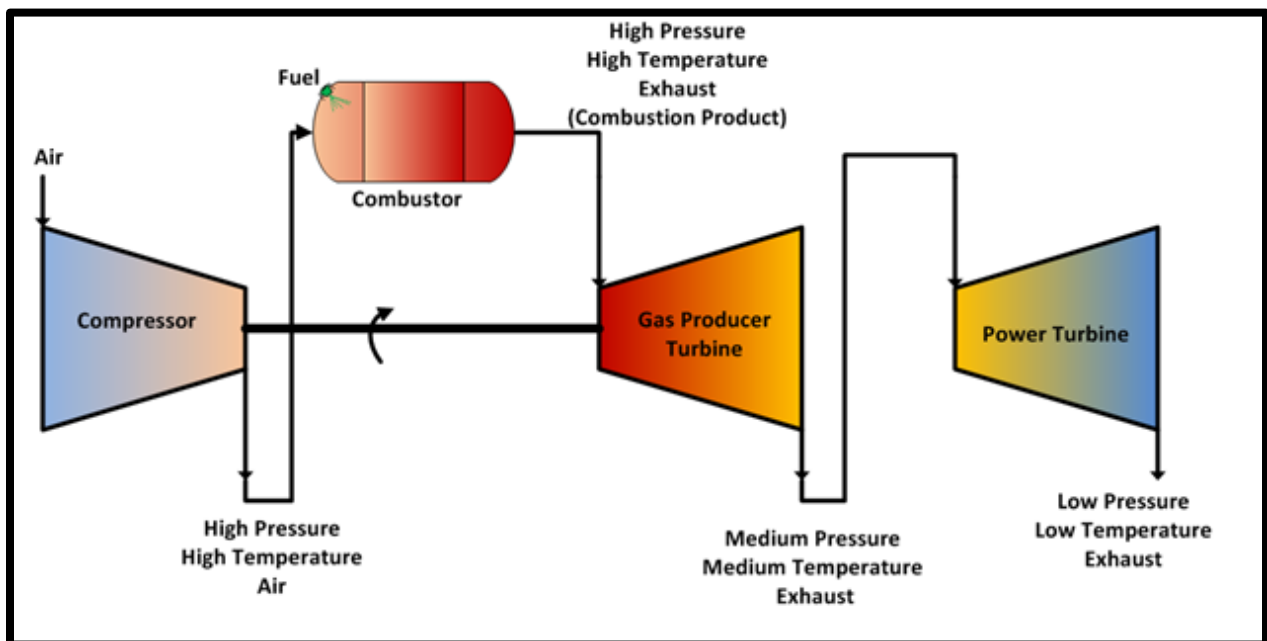 High Pressure
High Temperature
Exhaust
(Combustion Product)
Fuel
Air
Combustor
Compressor
Gas Producer
Turbine
Power Turbine
High Pressure
High Temperature
Air
Medium Pressure
Medium Temperature
Exhaust
Low Pressure
Low Temperature
Exhaust